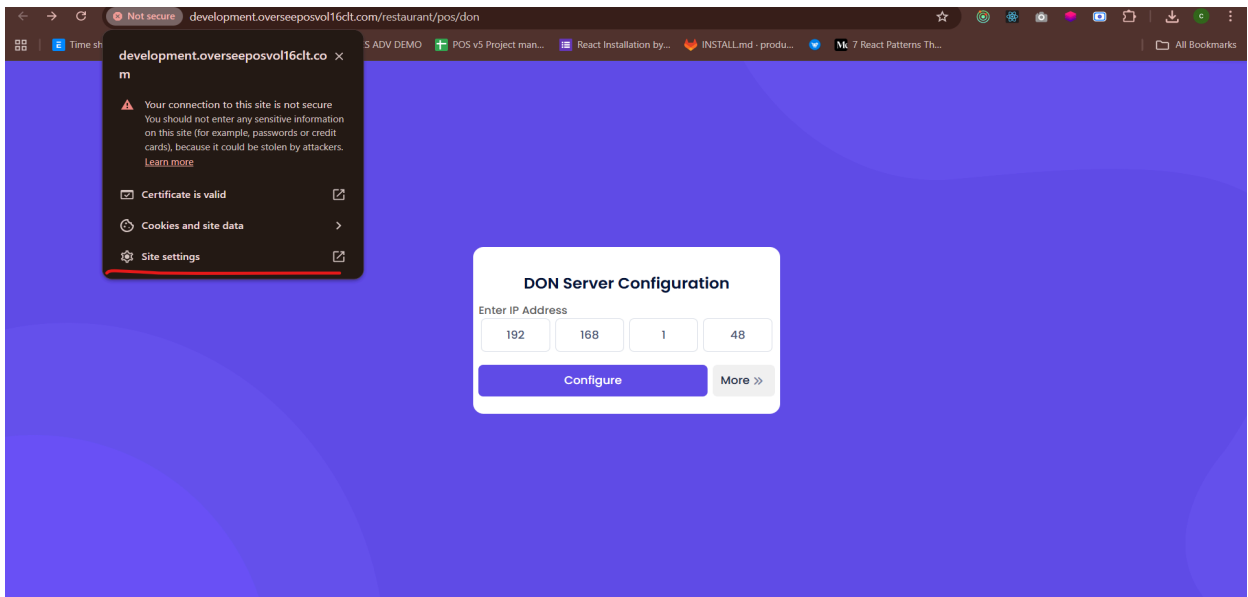 Not secure development.overseeposvol16clt.com/restaurant/pos/don
Time sh
S ADV DEMO
POS v5 Project man...
React Installation by...
INSTALL.md · produ...
7 React Patterns Th...
All Bookmarks
development.overseeposvol16clt.co
m
Your connection to this site is not secure
You should not enter any sensitive information
on this site (for example, passwords or credit
cards), because it could be stolen by attackers.
Learn more
Certificate is valid
Cookies and site data
Site settings
DON Server Configuration
Enter IP Address
192 168 1 48
Configure More »